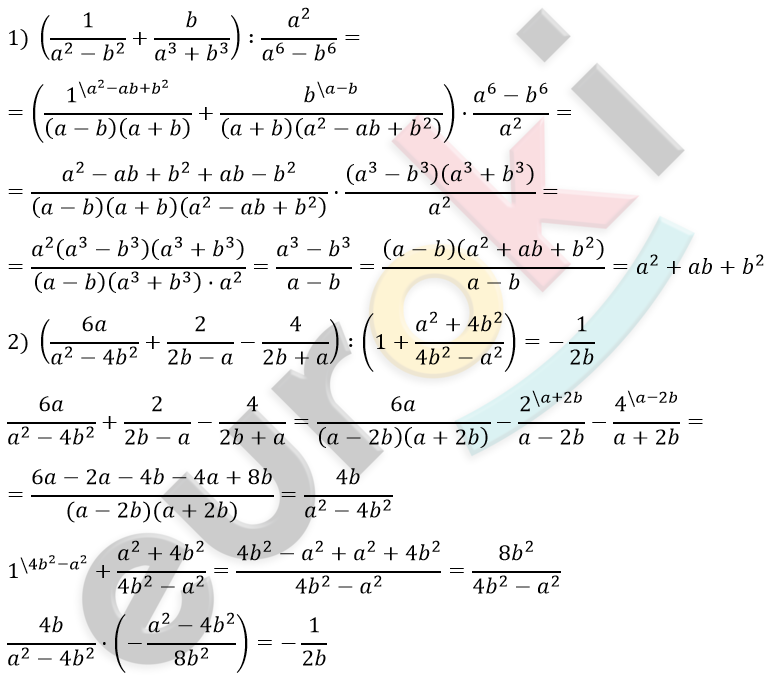 1) (1/(a² − b²) + b/(a³ + b³)) : a²/(a⁶ − b⁶) =
= (1^(\a²−ab+b²)/((a − b)(a + b)) + b^(\a−b)/((a + b)(a² − ab + b²))) · (a⁶ − b⁶)/a² =
= (a² − ab + b² + ab − b²)/((a − b)(a + b)(a² − ab + b²)) · ((a³ − b³)(a³ + b³))/a² =
= (a²(a³ − b³)(a³ + b³))/((a − b)(a³ + b³) · a²) = (a³ − b³)/(a − b) = ((a − b)(a² + ab + b²))/(a − b) = a² + ab + b²
2) (6a/(a² − 4b²) + 2/(2b − a) − 4/(2b + a)) : (1 + (a² + 4b²)/(4b² − a²)) = −1/(2b)
6a/(a² − 4b²) + 2/(2b − a) − 4/(2b + a) = 6a/((a − 2b)(a + 2b)) − 2^(\a+2b)/(a − 2b) − 4^(\a−2b)/(a + 2b) =
= (6a − 2a − 4b − 4a + 8b)/((a − 2b)(a + 2b)) = 4b/(a² − 4b²)
1^(\4b²−a²) + (a² + 4b²)/(4b² − a²) = (4b² − a² + a² + 4b²)/(4b² − a²) = 8b²/(4b² − a²)
4b/(a² − 4b²) · (−(a² − 4b²)/(8b²)) = −1/(2b)
euroki